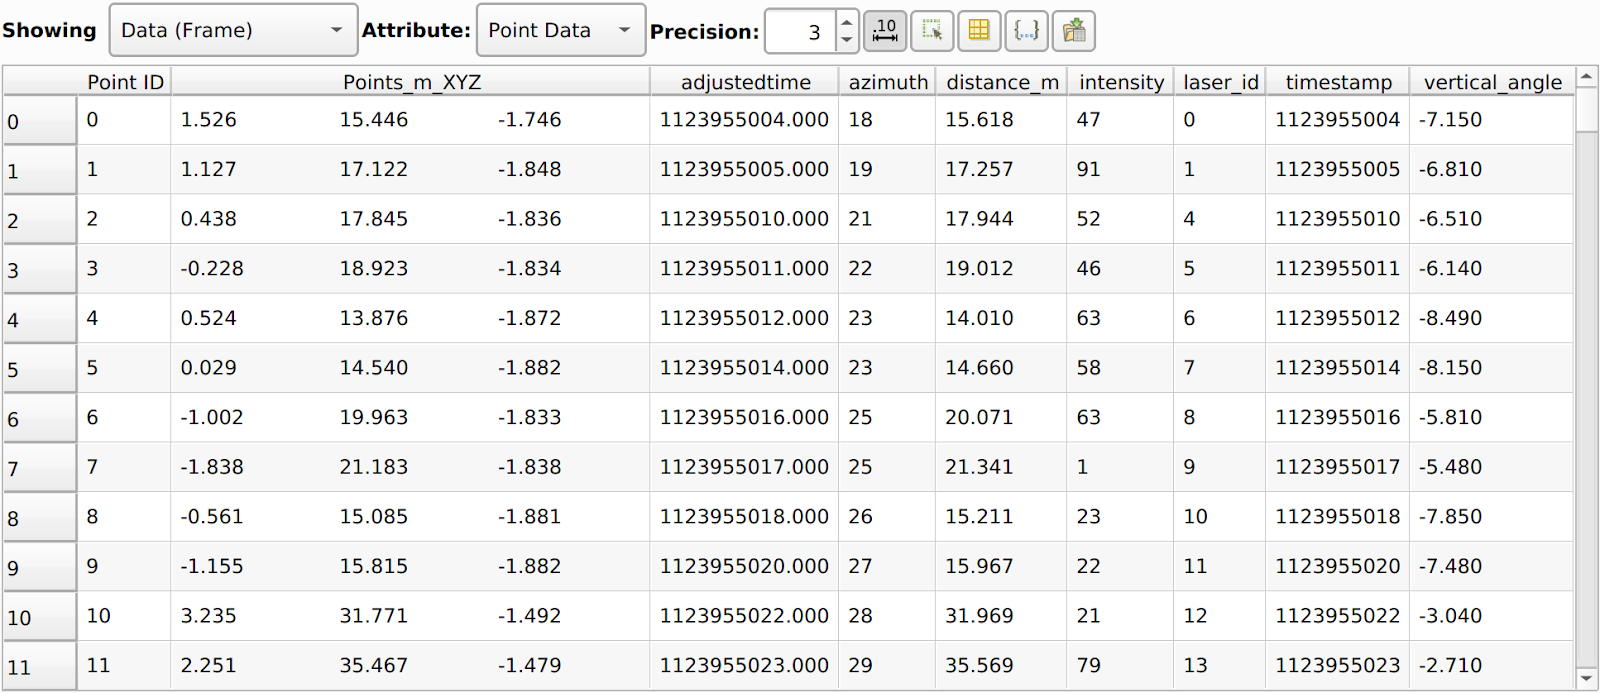 Showing Data (Frame) Attribute: Point Data Precision: 3 .10 {...}
Point ID Points_m_XYZ adjustedtime azimuth distance_m intensity laser_id timestamp vertical_angle
0 0 1.526 15.446 -1.746 1123955004.000 18 15.618 47 0 1123955004 -7.150
1 1 1.127 17.122 -1.848 1123955005.000 19 17.257 91 1 1123955005 -6.810
2 2 0.438 17.845 -1.836 1123955010.000 21 17.944 52 4 1123955010 -6.510
3 3 -0.228 18.923 -1.834 1123955011.000 22 19.012 46 5 1123955011 -6.140
4 4 0.524 13.876 -1.872 1123955012.000 23 14.010 63 6 1123955012 -8.490
5 5 0.029 14.540 -1.882 1123955014.000 23 14.660 58 7 1123955014 -8.150
6 6 -1.002 19.963 -1.833 1123955016.000 25 20.071 63 8 1123955016 -5.810
7 7 -1.838 21.183 -1.838 1123955017.000 25 21.341 1 9 1123955017 -5.480
8 8 -0.561 15.085 -1.881 1123955018.000 26 15.211 23 10 1123955018 -7.850
9 9 -1.155 15.815 -1.882 1123955020.000 27 15.967 22 11 1123955020 -7.480
10 10 3.235 31.771 -1.492 1123955022.000 28 31.969 21 12 1123955022 -3.040
11 11 2.251 35.467 -1.479 1123955023.000 29 35.569 79 13 1123955023 -2.710